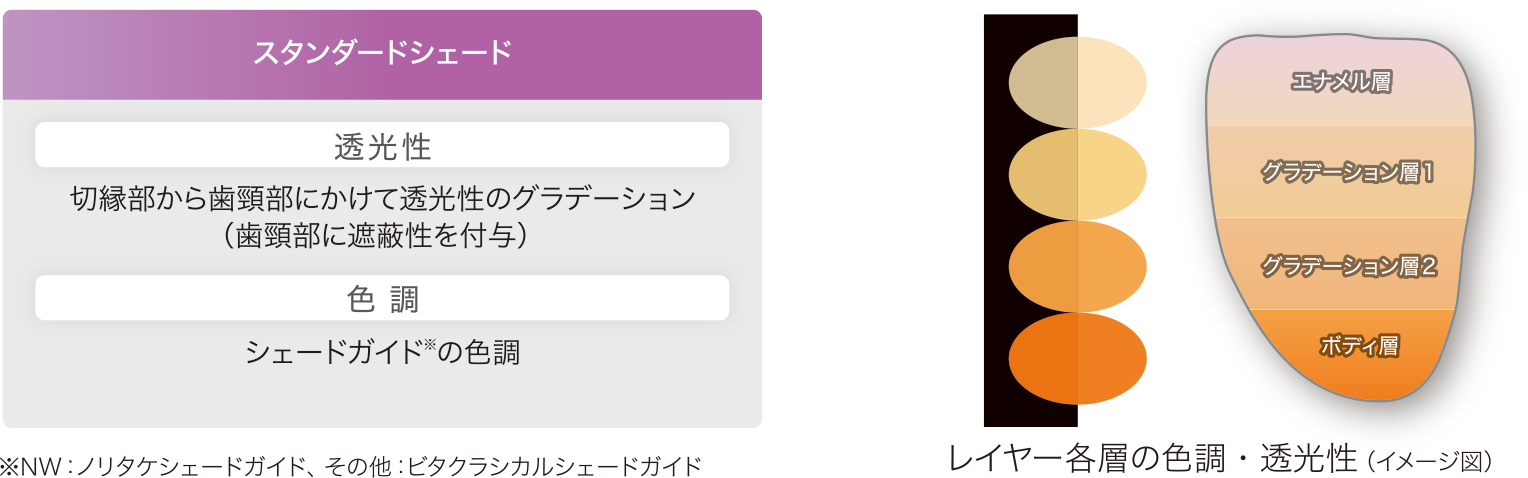 スタンダードシェード
透光性
切縁部から歯頸部にかけて透光性のグラデーション
（歯頸部に遮蔽性を付与）
色 調
シェードガイド※の色調
※NW：ノリタケシェードガイド、その他：ビタクラシカルシェードガイド
エナメル層
グラデーション層1
グラデーション層2
ボディ層
レイヤー各層の色調・透光性（イメージ図）